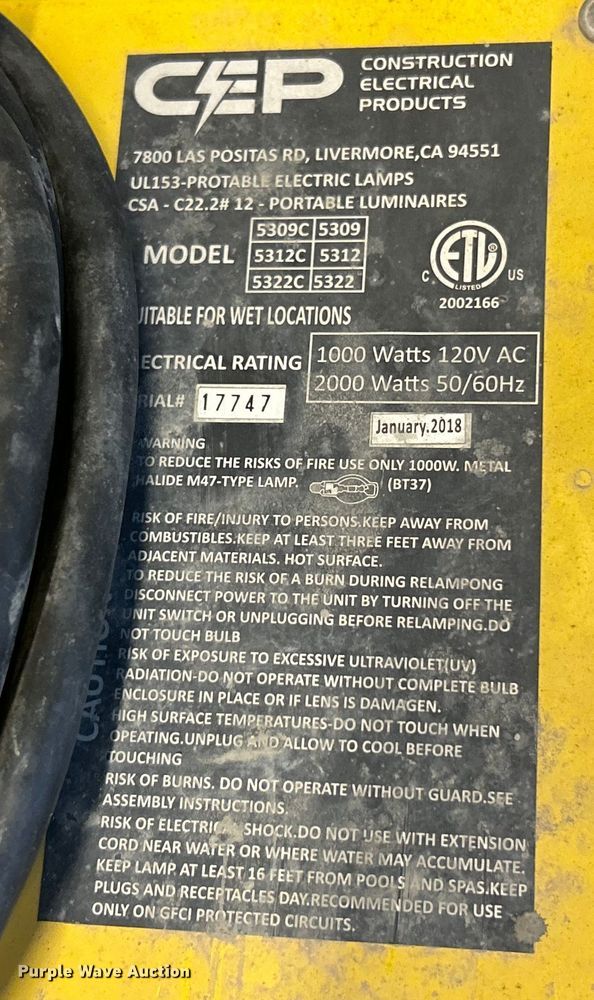 CEP CONSTRUCTION
ELECTRICAL
PRODUCTS
7800 LAS POSITAS RD, LIVERMORE,CA 94551
UL153-PROTABLE ELECTRIC LAMPS
CSA - C22.2# 12 - PORTABLE LUMINAIRES
MODEL
5309C 5309
5312C 5312
5322C 5322
C ETL US
LISTED
2002166
UITABLE FOR WET LOCATIONS
ECTRICAL RATING
1000 Watts 120V AC
2000 Watts 50/60Hz
RIAL# 17747
January.2018
WARNING
TO REDUCE THE RISKS OF FIRE USE ONLY 1000W. METAL
HALIDE M47-TYPE LAMP. (BT37)
RISK OF FIRE/INJURY TO PERSONS.KEEP AWAY FROM
COMBUSTIBLES.KEEP AT LEAST THREE FEET AWAY FROM
ADJACENT MATERIALS. HOT SURFACE.
TO REDUCE THE RISK OF A BURN DURING RELAMPONG
DISCONNECT POWER TO THE UNIT BY TURNING OFF THE
UNIT SWITCH OR UNPLUGGING BEFORE RELAMPING.DO
NOT TOUCH BULB
RISK OF EXPOSURE TO EXCESSIVE ULTRAVIOLET(UV)
RADIATION-DO NOT OPERATE WITHOUT COMPLETE BULB
ENCLOSURE IN PLACE OR IF LENS IS DAMAGEN.
HIGH SURFACE TEMPERATURES-DO NOT TOUCH WHEN
OPEATING.UNPLUG AND ALLOW TO COOL BEFORE
TOUCHING
RISK OF BURNS. DO NOT OPERATE WITHOUT GUARD.SEE
ASSEMBLY INSTRUCTIONS.
RISK OF ELECTRIC SHOCK.DO NOT USE WITH EXTENSION
CORD NEAR WATER OR WHERE WATER MAY ACCUMULATE.
KEEP LAMP AT LEAST 16 FEET FROM POOLS AND SPAS.KEEP
PLUGS AND RECEPTACLES DAY.RECOMMENDED FOR USE
ONLY ON GFCI PROTECTED CIRCUITS.
CAUTIO
Purple Wave Auction